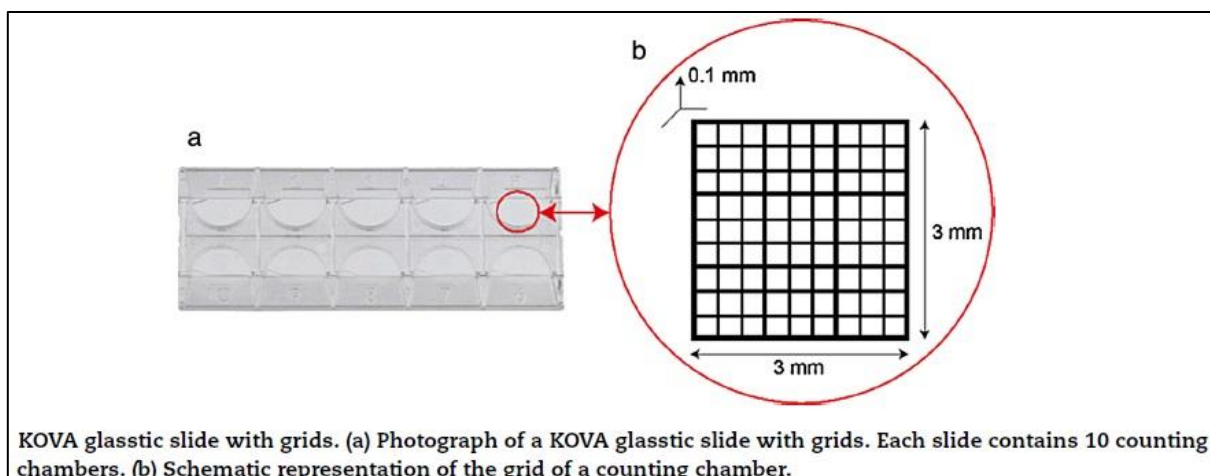 a
b
0.1 mm
3 mm
3 mm
KOVA glasstic slide with grids. (a) Photograph of a KOVA glasstic slide with grids. Each slide contains 10 counting
chambers. (b) Schematic representation of the grid of a counting chamber.